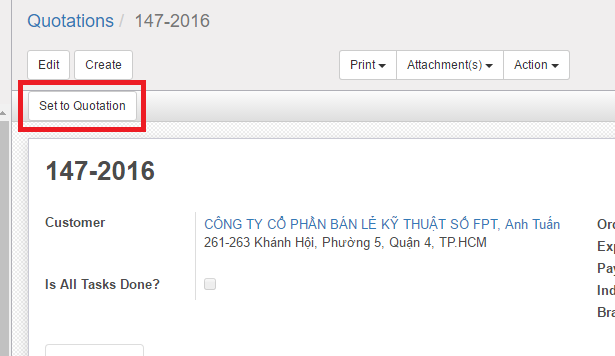 Quotations / 147-2016
Edit Create Print Attachment(s) Action
Set to Quotation
147-2016
Customer CÔNG TY CỔ PHẦN BÁN LẺ KỸ THUẬT SỐ FPT, Anh Tuấn
261-263 Khánh Hội, Phường 5, Quận 4, TP.HCM
Is All Tasks Done?
Ord
Exp
Pay
Ind
Bra